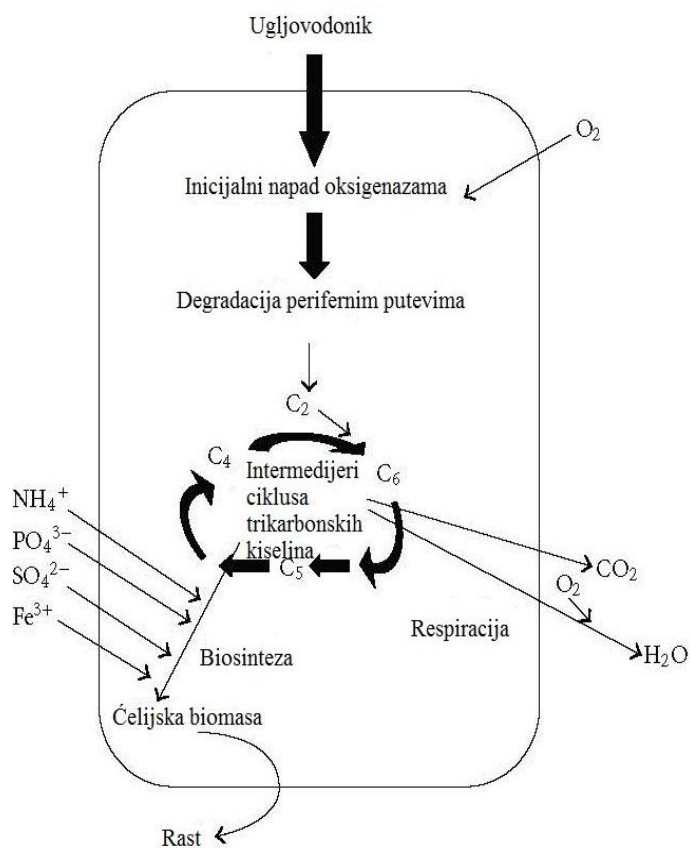 Ugljovodonik
O₂
Inicijalni napad oksigenazama
Degradacija perifernim putevima
C₂
C₄
C₆
Intermedijeri
ciklusa
trikarbonskih
kiselina
C₅
NH₄⁺
PO₄³⁻
SO₄²⁻
Fe³⁺
CO₂
O₂
H₂O
Respiracija
Biosinteza
Ćelijska biomasa
Rast